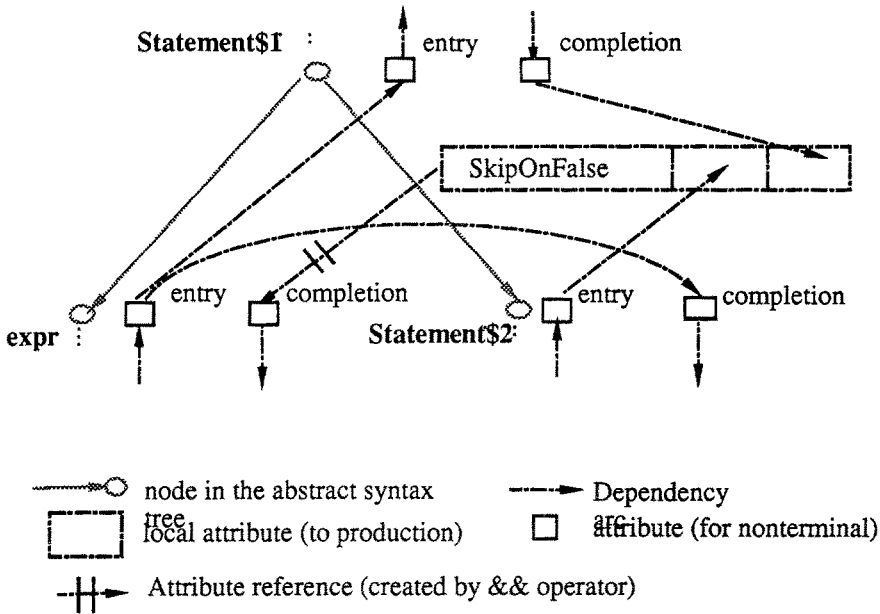 Statement$1 :
entry
completion
SkipOnFalse
entry
completion
entry
completion
expr :
Statement$2:
node in the abstract syntax
tree
Dependency
arc
local attribute (to production)
attribute (for nonterminal)
Attribute reference (created by && operator)